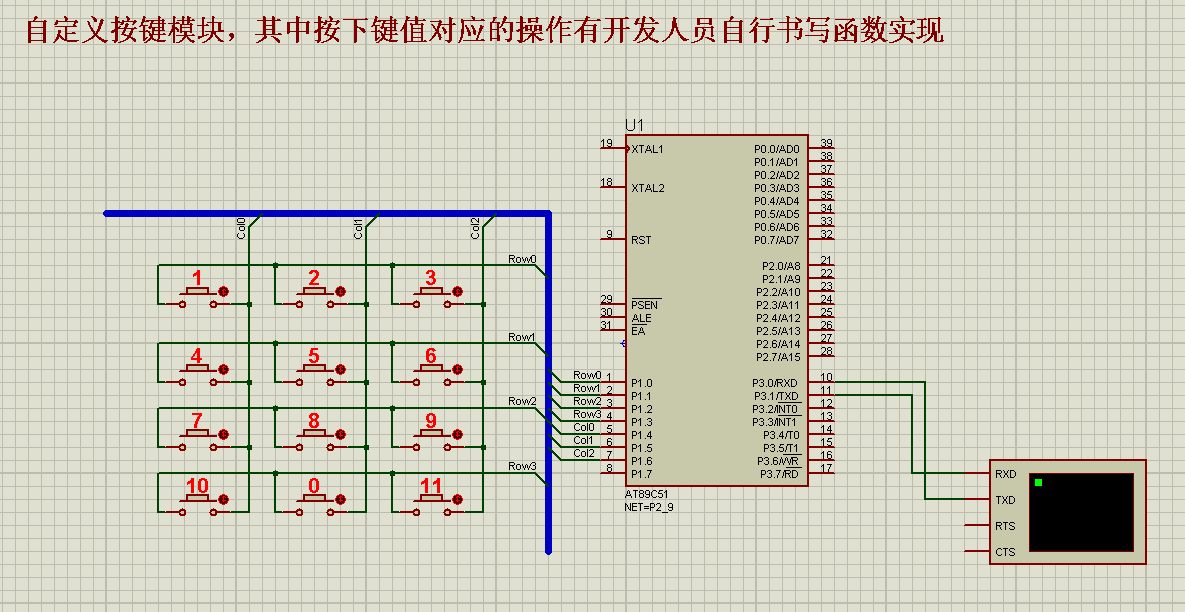 自定义按键模块，其中按下键值对应的操作有开发人员自行书写函数实现
U1
19 XTAL1
18 XTAL2
9 RST
29 PSEN
30 ALE
31 EA
Row0 1 P1.0
Row1 2 P1.1
Row2 3 P1.2
Row3 4 P1.3
Col0 5 P1.4
Col1 6 P1.5
Col2 7 P1.6
8 P1.7
P0.0/AD0 39
P0.1/AD1 38
P0.2/AD2 37
P0.3/AD3 36
P0.4/AD4 35
P0.5/AD5 34
P0.6/AD6 33
P0.7/AD7 32
P2.0/A8 21
P2.1/A9 22
P2.2/A10 23
P2.3/A11 24
P2.4/A12 25
P2.5/A13 26
P2.6/A14 27
P2.7/A15 28
P3.0/RXD 10
P3.1/TXD 11
P3.2/INT0 12
P3.3/INT1 13
P3.4/T0 14
P3.5/T1 15
P3.6/WR 16
P3.7/RD 17
AT89C51
NET=P2_9
Col0 Col1 Col2
Row0
1 2 3
Row1
4 5 6
Row2
7 8 9
Row3
10 0 11
RXD
TXD
RTS
CTS